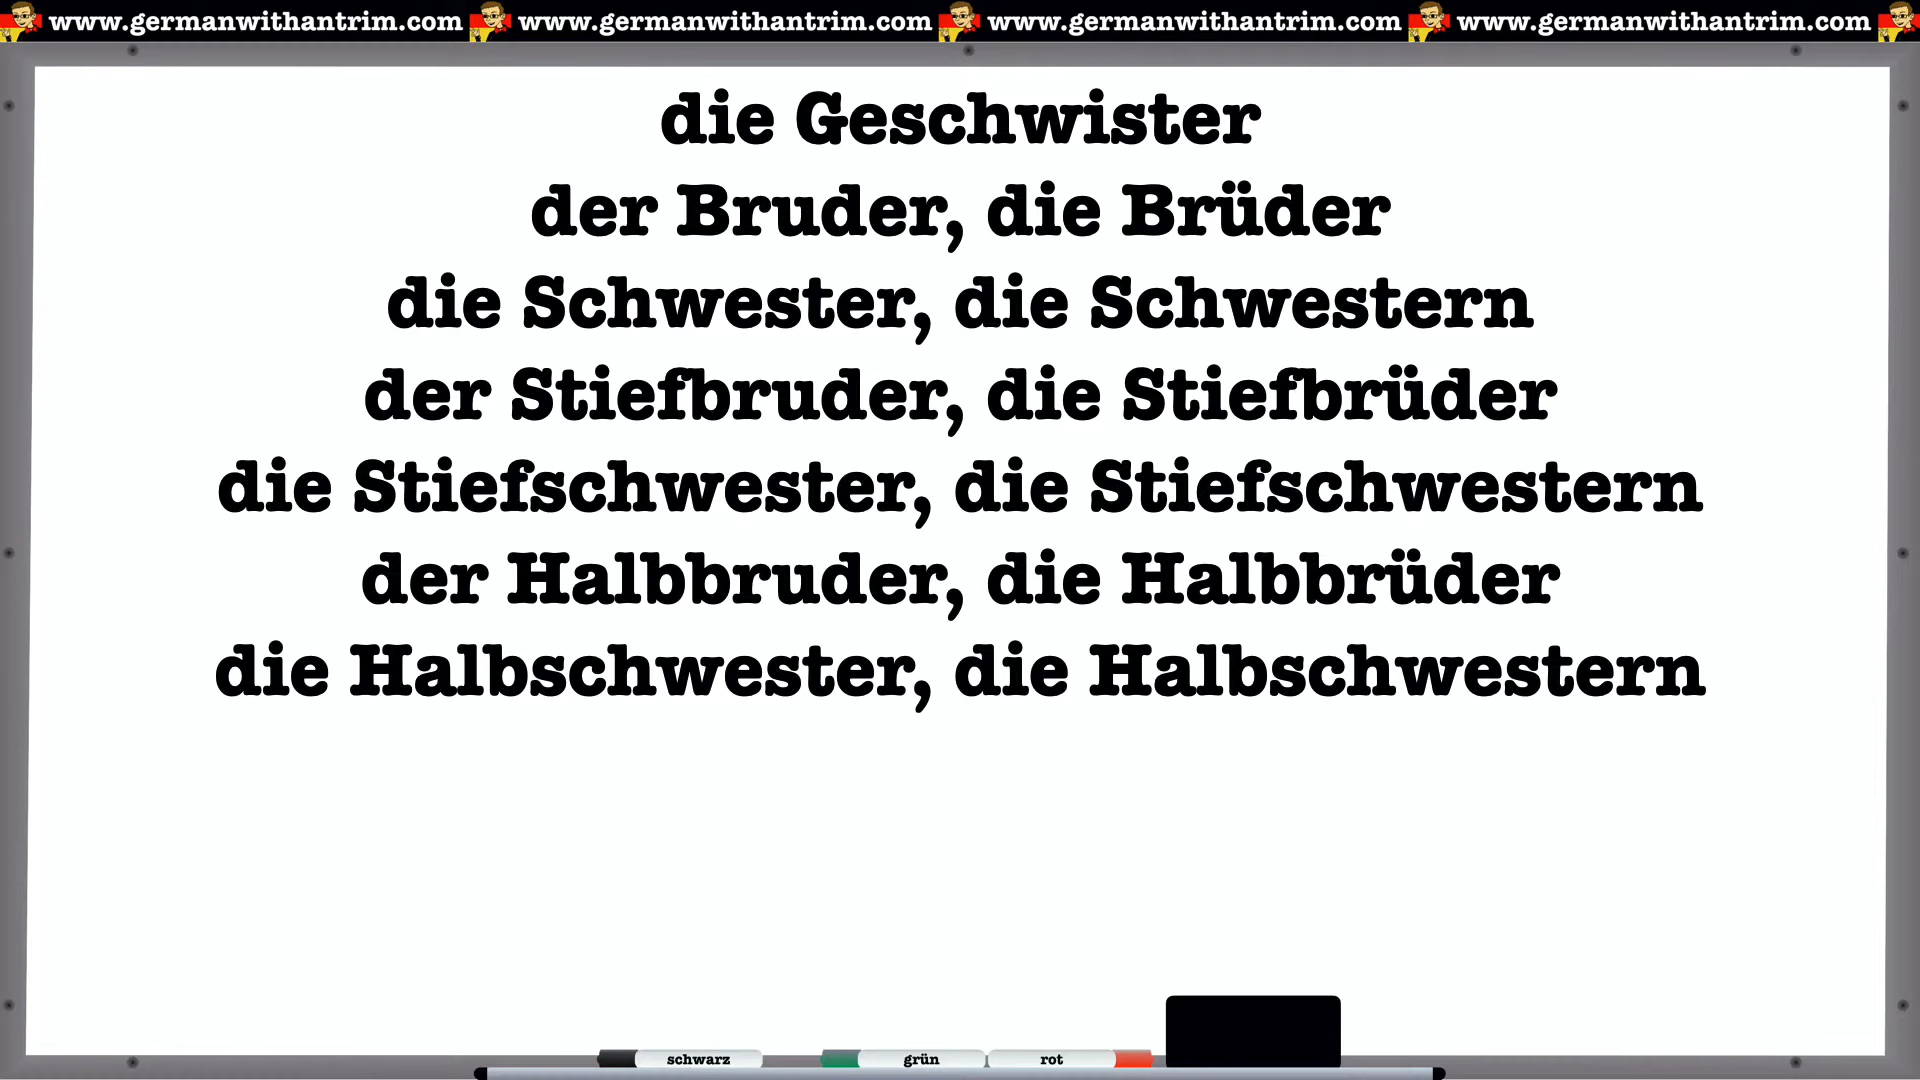 www.germanwithantrim.com www.germanwithantrim.com www.germanwithantrim.com www.germanwithantrim.com
die Geschwister
der Bruder, die Brüder
die Schwester, die Schwestern
der Stiefbruder, die Stiefbrüder
die Stiefschwester, die Stiefschwestern
der Halbbruder, die Halbbrüder
die Halbschwester, die Halbschwestern
schwarz grün rot